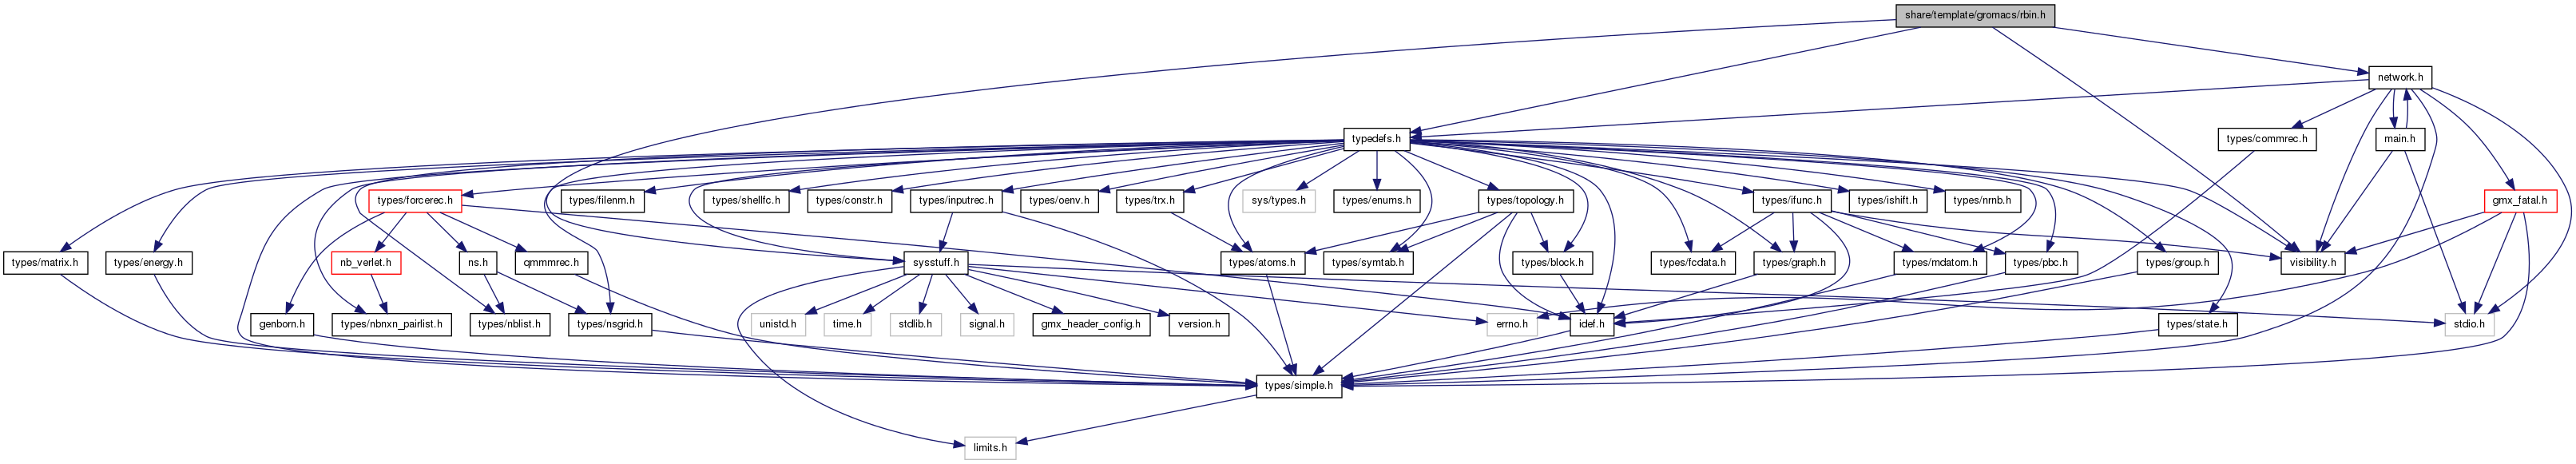 share/template/gromacs/rbin.h
network.h
typedefs.h
types/commrec.h
main.h
types/forcerec.h
types/filenm.h
types/shellfc.h
types/constr.h
types/inputrec.h
types/oenv.h
types/trx.h
sys/types.h
types/enums.h
types/topology.h
types/ifunc.h
types/ishift.h
types/nrnb.h
gmx_fatal.h
types/matrix.h
types/energy.h
nb_verlet.h
ns.h
qmmmrec.h
sysstuff.h
types/atoms.h
types/symtab.h
types/block.h
types/fcdata.h
types/graph.h
types/mdatom.h
types/pbc.h
types/group.h
visibility.h
genborn.h
types/nbnxn_pairlist.h
types/nblist.h
types/nsgrid.h
unistd.h
time.h
stdlib.h
signal.h
gmx_header_config.h
version.h
errno.h
idef.h
types/state.h
stdio.h
types/simple.h
limits.h